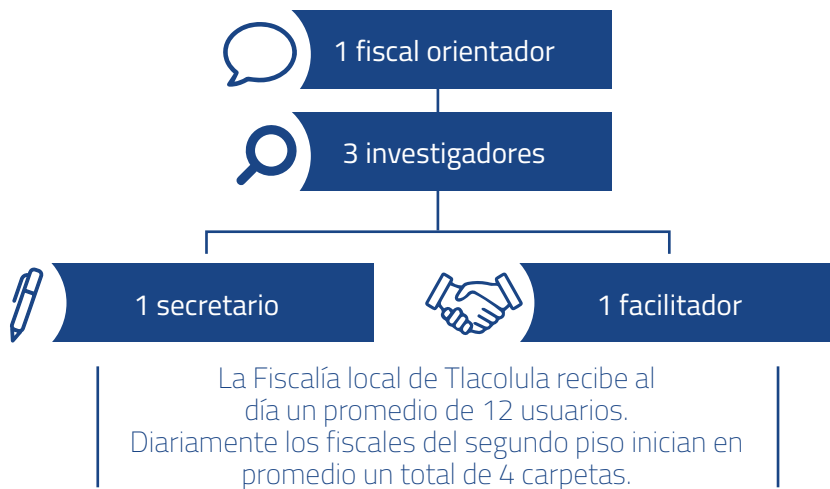 1 fiscal orientador
3 investigadores
1 secretario
1 facilitador
La Fiscalía local de Tlacolula recibe al
día un promedio de 12 usuarios.
Diariamente los fiscales del segundo piso inician en
promedio un total de 4 carpetas.